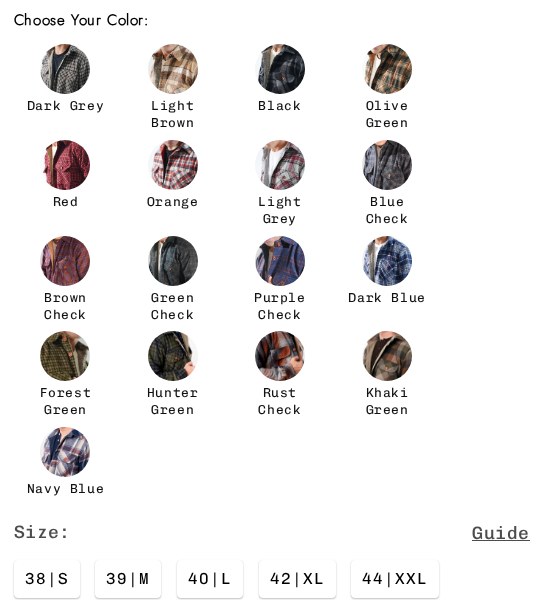 Choose Your Color:
Dark Grey
Light
Brown
Black
Olive
Green
Red
Orange
Light
Grey
Blue
Check
Brown
Check
Green
Check
Purple
Check
Dark Blue
Forest
Green
Hunter
Green
Rust
Check
Khaki
Green
Navy Blue
Size:
Guide
38|S
39|M
40|L
42|XL
44|XXL